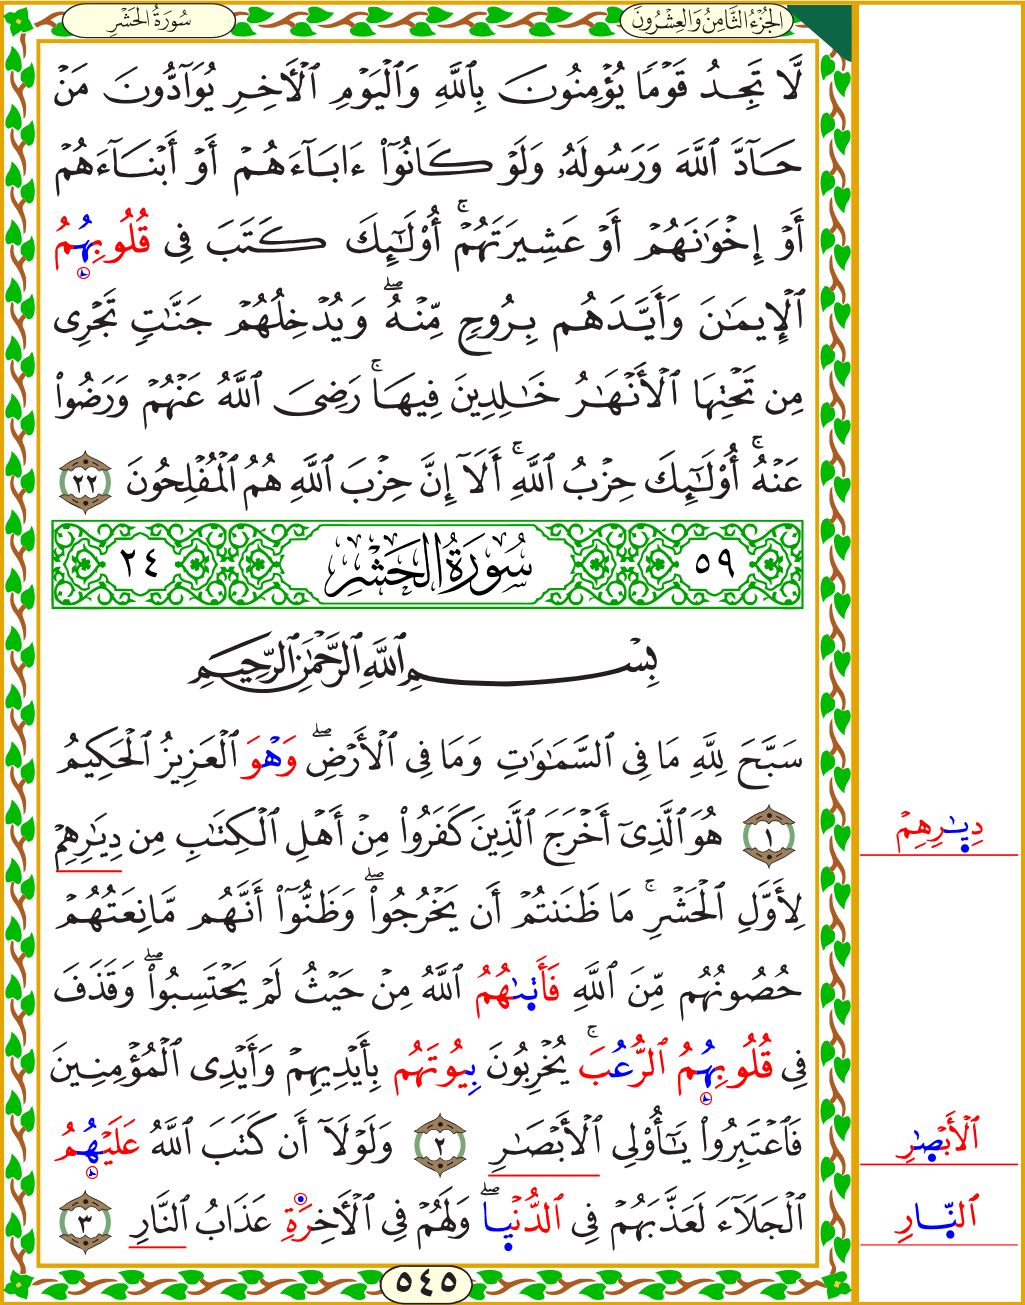 سُورَةُ الحَشْرِ
الجُزْءُ الثَّامِنُ وَالعِشْرُونَ
لَّا تَجِدُ قَوْمًا يُؤْمِنُونَ بِٱللَّهِ وَٱلْيَوْمِ ٱلْأَخِرِ يُوَآدُّونَ مَنْ
حَآدَّ ٱللَّهَ وَرَسُولَهُۥ وَلَوْ كَانُوٓا۟ ءَابَآءَهُمْ أَوْ أَبْنَآءَهُمْ
أَوْ إِخْوَٰنَهُمْ أَوْ عَشِيرَتَهُمْ ۚ أُو۟لَٰٓئِكَ كَتَبَ فِى قُلُوبِهُمُ
ٱلْإِيمَٰنَ وَأَيَّدَهُم بِرُوحٍ مِّنْهُ ۖ وَيُدْخِلُهُمْ جَنَّٰتٍ تَجْرِى
مِن تَحْتِهَا ٱلْأَنْهَٰرُ خَٰلِدِينَ فِيهَا ۚ رَضِىَ ٱللَّهُ عَنْهُمْ وَرَضُوا۟
عَنْهُ ۚ أُو۟لَٰٓئِكَ حِزْبُ ٱللَّهِ ۚ أَلَآ إِنَّ حِزْبَ ٱللَّهِ هُمُ ٱلْمُفْلِحُونَ ٢٢
٥٩ سُورَةُ الحَشْرِ ٢٤
بِسْمِ ٱللَّهِ ٱلرَّحْمَٰنِ ٱلرَّحِيمِ
سَبَّحَ لِلَّهِ مَا فِى ٱلسَّمَٰوَٰتِ وَمَا فِى ٱلْأَرْضِ ۖ وَهْوَ ٱلْعَزِيزُ ٱلْحَكِيمُ
١ هُوَ ٱلَّذِىٓ أَخْرَجَ ٱلَّذِينَ كَفَرُوا۟ مِنْ أَهْلِ ٱلْكِتَٰبِ مِن دِيَٰرِهِمْ
دِيَٰرِهِمْ
لِأَوَّلِ ٱلْحَشْرِ ۚ مَا ظَنَنتُمْ أَن يَخْرُجُوا۟ ۖ وَظَنُّوٓا۟ أَنَّهُم مَّانِعَتُهُمْ
حُصُونُهُم مِّنَ ٱللَّهِ فَأَتَىٰهُمُ ٱللَّهُ مِنْ حَيْثُ لَمْ يَحْتَسِبُوا۟ ۖ وَقَذَفَ
فِى قُلُوبِهُمُ ٱلرُّعُبَ ۚ يُخْرِبُونَ بِيُوتَهُم بِأَيْدِيهِمْ وَأَيْدِى ٱلْمُؤْمِنِينَ
فَٱعْتَبِرُوا۟ يَٰٓأُو۟لِى ٱلْأَبْصَٰرِ ٢ وَلَوْلَآ أَن كَتَبَ ٱللَّهُ عَلَيْهُمُ
ٱلْأَبْصَٰرِ
ٱلْجَلَآءَ لَعَذَّبَهُمْ فِى ٱلدُّنْيَا ۖ وَلَهُمْ فِى ٱلْأَخِرَةِ عَذَابُ ٱلنَّارِ ٣
ٱلنَّارِ
٥٤٥